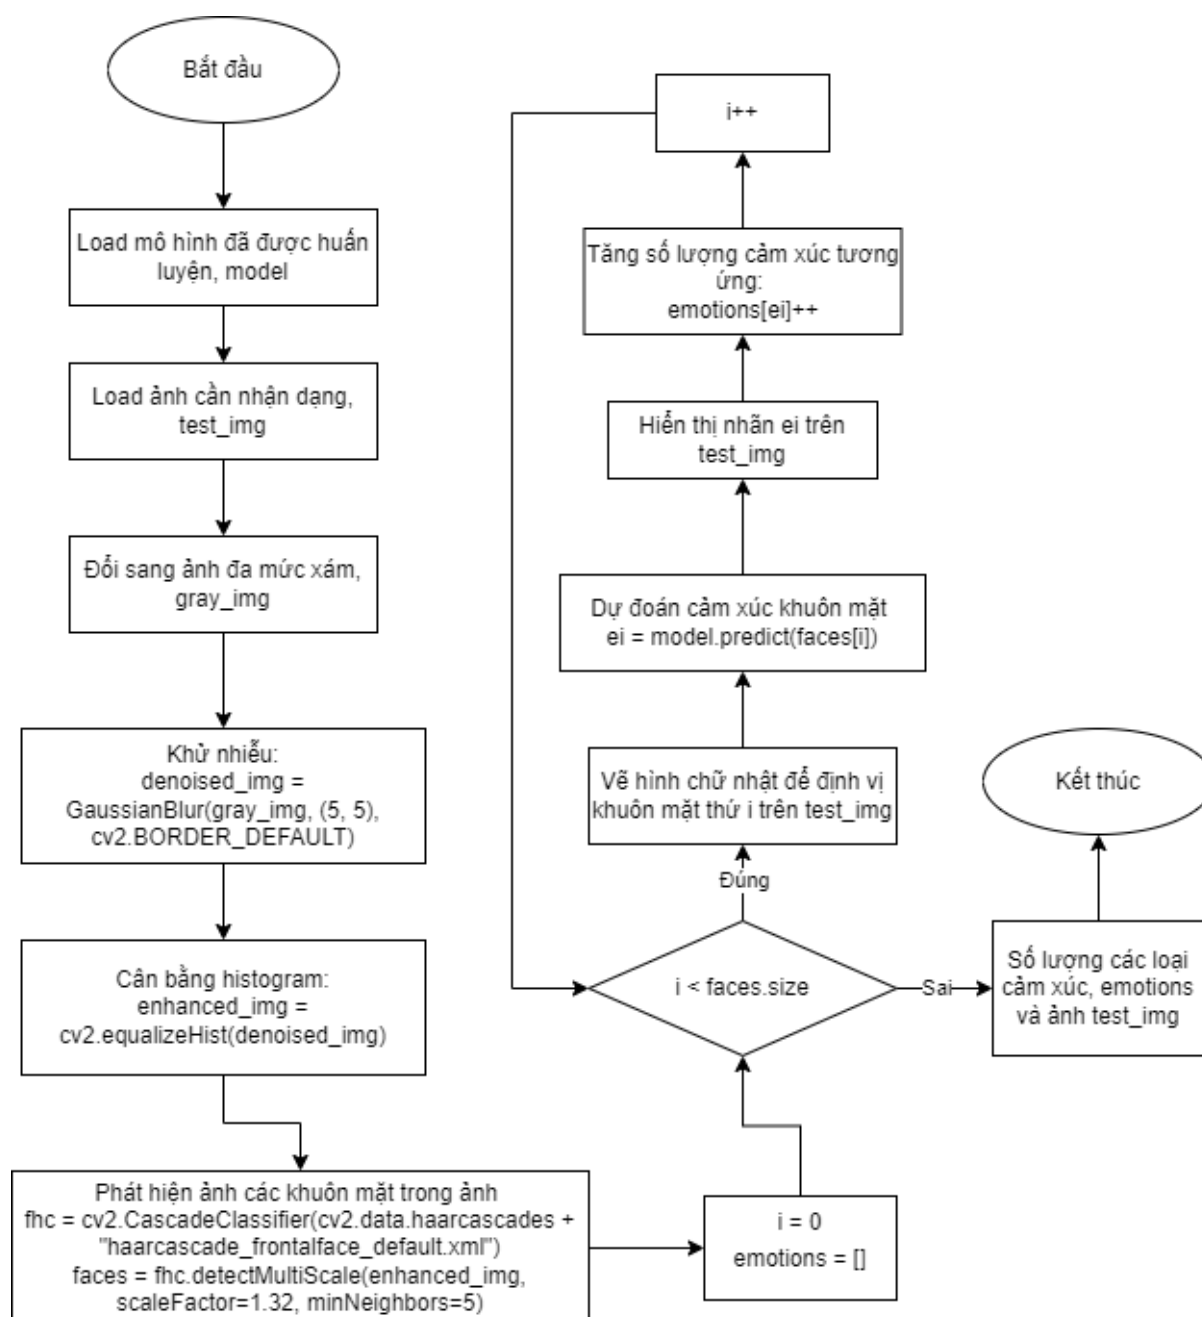 Bắt đầu
Load mô hình đã được huấn
luyện, model
Load ảnh cần nhận dạng,
test_img
Đổi sang ảnh đa mức xám,
gray_img
Khử nhiễu:
denoised_img =
GaussianBlur(gray_img, (5, 5),
cv2.BORDER_DEFAULT)
Cân bằng histogram:
enhanced_img =
cv2.equalizeHist(denoised_img)
Phát hiện ảnh các khuôn mặt trong ảnh
fhc = cv2.CascadeClassifier(cv2.data.haarcascades +
"haarcascade_frontalface_default.xml")
faces = fhc.detectMultiScale(enhanced_img,
scaleFactor=1.32, minNeighbors=5)
i = 0
emotions = []
i < faces.size
Đúng
Vẽ hình chữ nhật để định vị
khuôn mặt thứ i trên test_img
Dự đoán cảm xúc khuôn mặt
ei = model.predict(faces[i])
Hiển thị nhãn ei trên
test_img
Tăng số lượng cảm xúc tương
ứng:
emotions[ei]++
i++
Sai
Số lượng các loại
cảm xúc, emotions
và ảnh test_img
Kết thúc